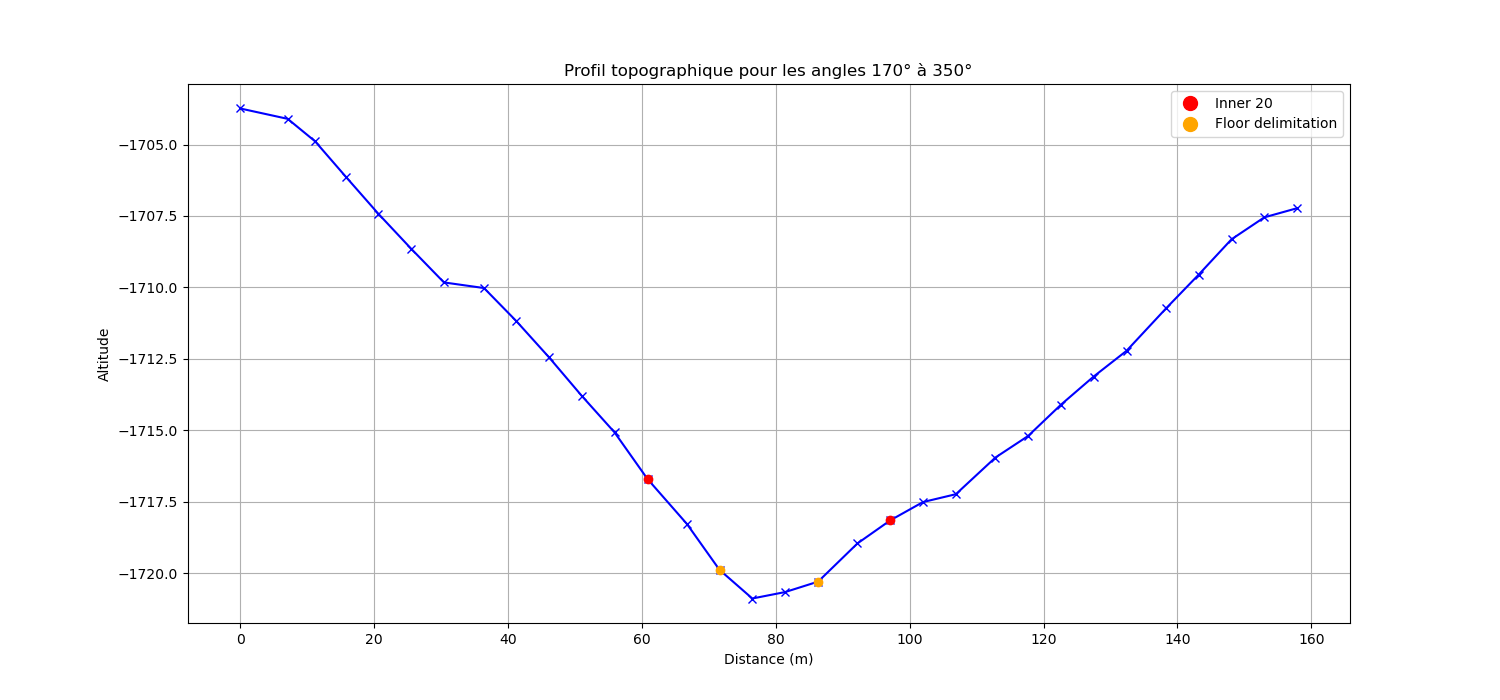 Profil topographique pour les angles 170° à 350°
Inner 20
Floor delimitation
Altitude
−1705.0
−1707.5
−1710.0
−1712.5
−1715.0
−1717.5
−1720.0
0 20 40 60 80 100 120 140 160
Distance (m)